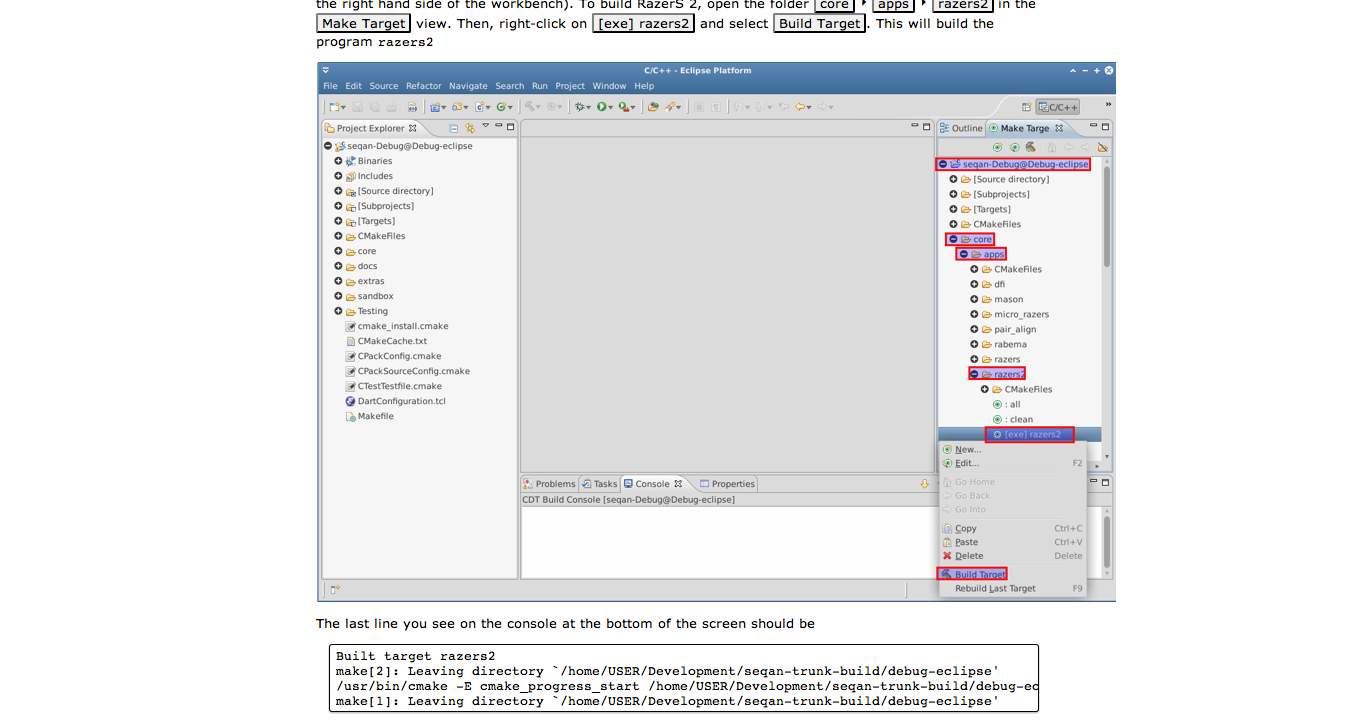 the right hand side of the workbench). To build RazerS 2, open the folder core ‣ apps ‣ razers2 in the
Make Target view. Then, right-click on [exe] razers2 and select Build Target. This will build the
program razers2
C/C++ - Eclipse Platform
File Edit Source Refactor Navigate Search Run Project Window Help
C/C++
»
Project Explorer
seqan-Debug@Debug-eclipse
Binaries
Includes
[Source directory]
[Subprojects]
[Targets]
CMakeFiles
core
docs
extras
sandbox
Testing
cmake_install.cmake
CMakeCache.txt
CPackConfig.cmake
CPackSourceConfig.cmake
CTestTestfile.cmake
DartConfiguration.tcl
Makefile
Outline Make Targe
seqan-Debug@Debug-eclipse
[Source directory]
[Subprojects]
[Targets]
CMakeFiles
core
apps
CMakeFiles
dfi
mason
micro_razers
pair_align
rabema
razers
razers2
CMakeFiles
: all
: clean
[exe] razers2
New...
Edit... F2
Go Home
Go Back
Go Into
Copy Ctrl+C
Paste Ctrl+V
Delete Delete
Build Target
Rebuild Last Target F9
Problems Tasks Console Properties
CDT Build Console [seqan-Debug@Debug-eclipse]
The last line you see on the console at the bottom of the screen should be
Built target razers2
make[2]: Leaving directory `/home/USER/Development/seqan-trunk-build/debug-eclipse'
/usr/bin/cmake -E cmake_progress_start /home/USER/Development/seqan-trunk-build/debug-ec
make[1]: Leaving directory `/home/USER/Development/seqan-trunk-build/debug-eclipse'